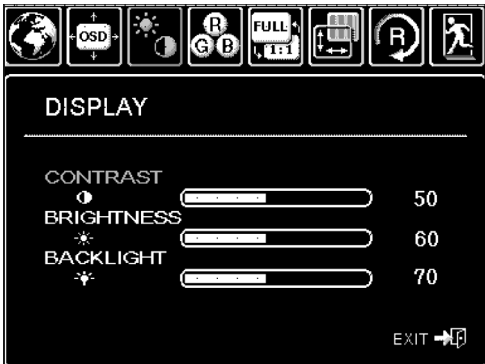 OSD
R
G B
FULL
1:1
R
DISPLAY
CONTRAST
50
BRIGHTNESS
60
BACKLIGHT
70
EXIT